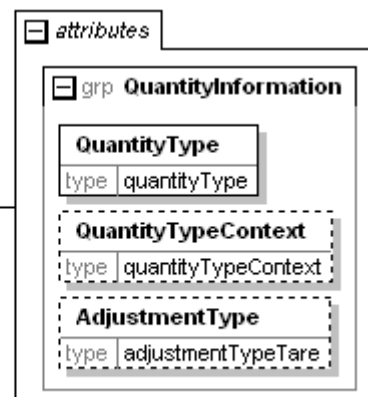 attributes
grp QuantityInformation
QuantityType
type quantityType
QuantityTypeContext
type quantityTypeContext
AdjustmentType
type adjustmentTypeTare